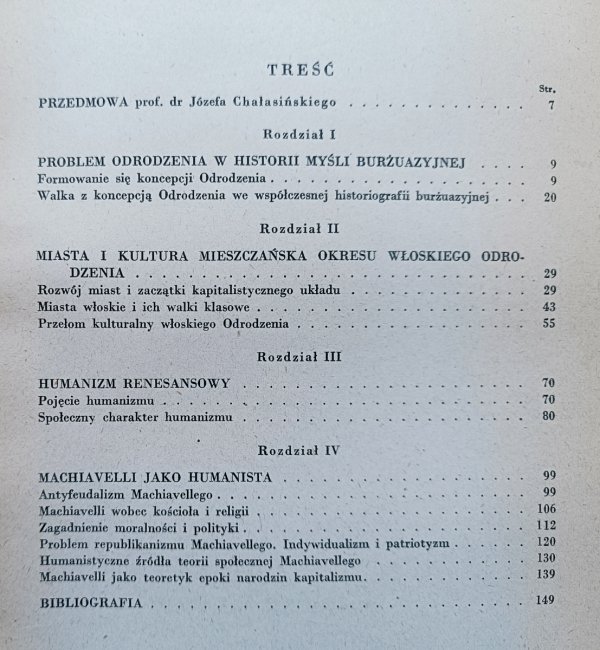 TREŚĆ
Str.
PRZEDMOWA prof. dr Józefa Chałasińskiego . . . . . . . . . . . . . . 7
Rozdział I
PROBLEM ODRODZENIA W HISTORII MYŚLI BURŻUAZYJNEJ . . . . 9
Formowanie się koncepcji Odrodzenia . . . . . . . . . . . . . . . . . . . . 9
Walka z koncepcją Odrodzenia we współczesnej historiografii burżuazyjnej . . . 20
Rozdział II
MIASTA I KULTURA MIESZCZAŃSKA OKRESU WŁOSKIEGO ODRO-
DZENIA . . . . . . . . . . . . . . . . . . . . . . . . . . . . 29
Rozwój miast i zaczątki kapitalistycznego układu . . . . . . . . . . . . 29
Miasta włoskie i ich walki klasowe . . . . . . . . . . . . . . . . . . . 43
Przełom kulturalny włoskiego Odrodzenia . . . . . . . . . . . . . . . . 55
Rozdział III
HUMANIZM RENESANSOWY . . . . . . . . . . . . . . . . . . . . 70
Pojęcie humanizmu . . . . . . . . . . . . . . . . . . . . . . . . . . 70
Społeczny charakter humanizmu . . . . . . . . . . . . . . . . . . . . 80
Rozdział IV
MACHIAVELLI JAKO HUMANISTA . . . . . . . . . . . . . . . . . . 99
Antyfeudalizm Machiavellego . . . . . . . . . . . . . . . . . . . . . . 99
Machiavelli wobec kościoła i religii . . . . . . . . . . . . . . . . . . . 106
Zagadnienie moralności i polityki . . . . . . . . . . . . . . . . . . . . 112
Problem republikanizmu Machiavellego. Indywidualizm i patriotyzm . . . . . 120
Humanistyczne źródła teorii społecznej Machiavellego . . . . . . . . . . . 130
Machiavelli jako teoretyk epoki narodzin kapitalizmu . . . . . . . . . . . 139
BIBLIOGRAFIA . . . . . . . . . . . . . . . . . . . . . . . . . . . 149